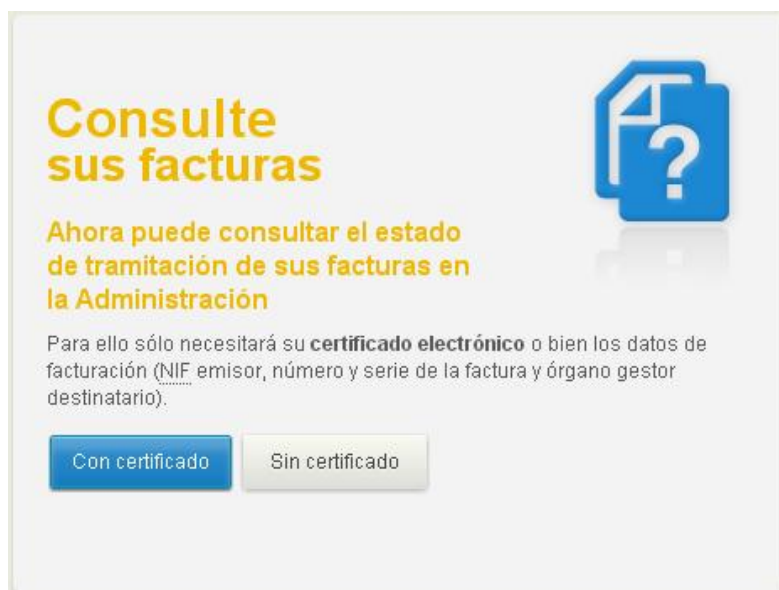 Consulte
sus facturas
Ahora puede consultar el estado
de tramitación de sus facturas en
la Administración
Para ello sólo necesitará su certificado electrónico o bien los datos de
facturación (NIF emisor, número y serie de la factura y órgano gestor
destinatario).
Con certificado Sin certificado